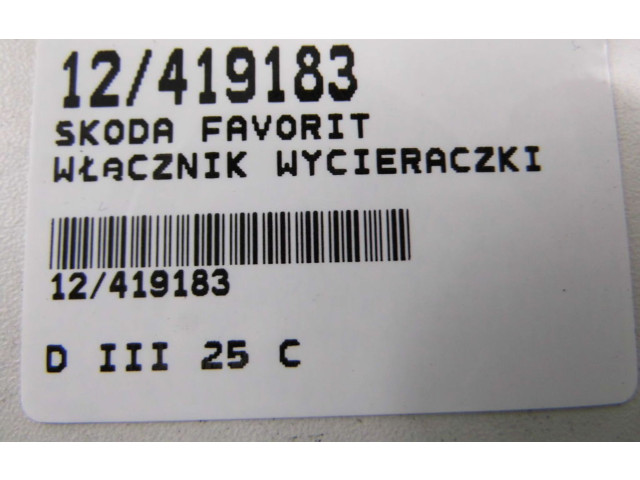 12/419183
SKODA FAVORIT
WŁĄCZNIK WYCIERACZKI
12/419183
D III 25 C